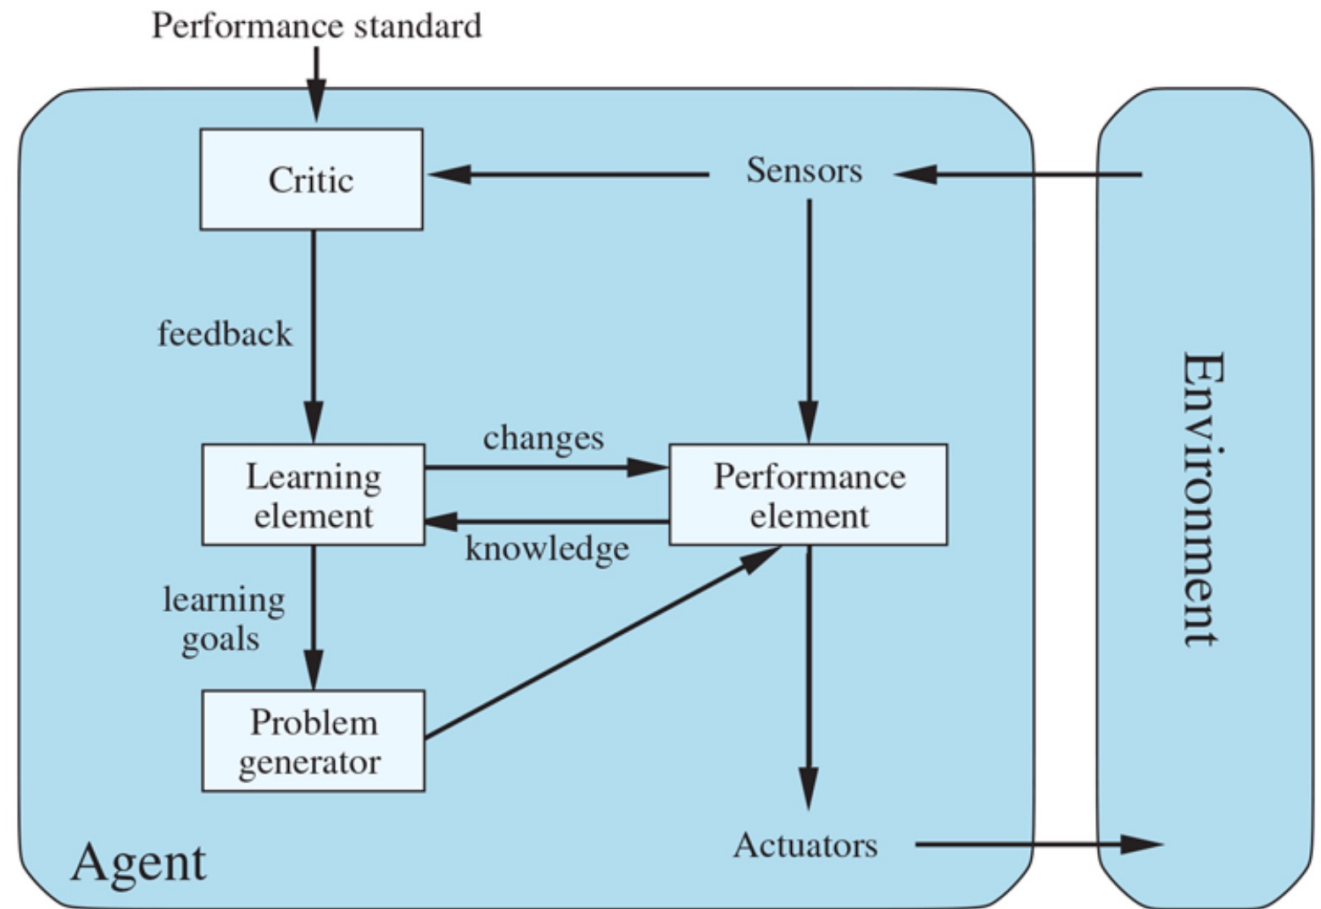 Performance standard
Critic
Sensors
feedback
changes
Learning
element
Performance
element
knowledge
learning
goals
Problem
generator
Agent
Actuators
Environment